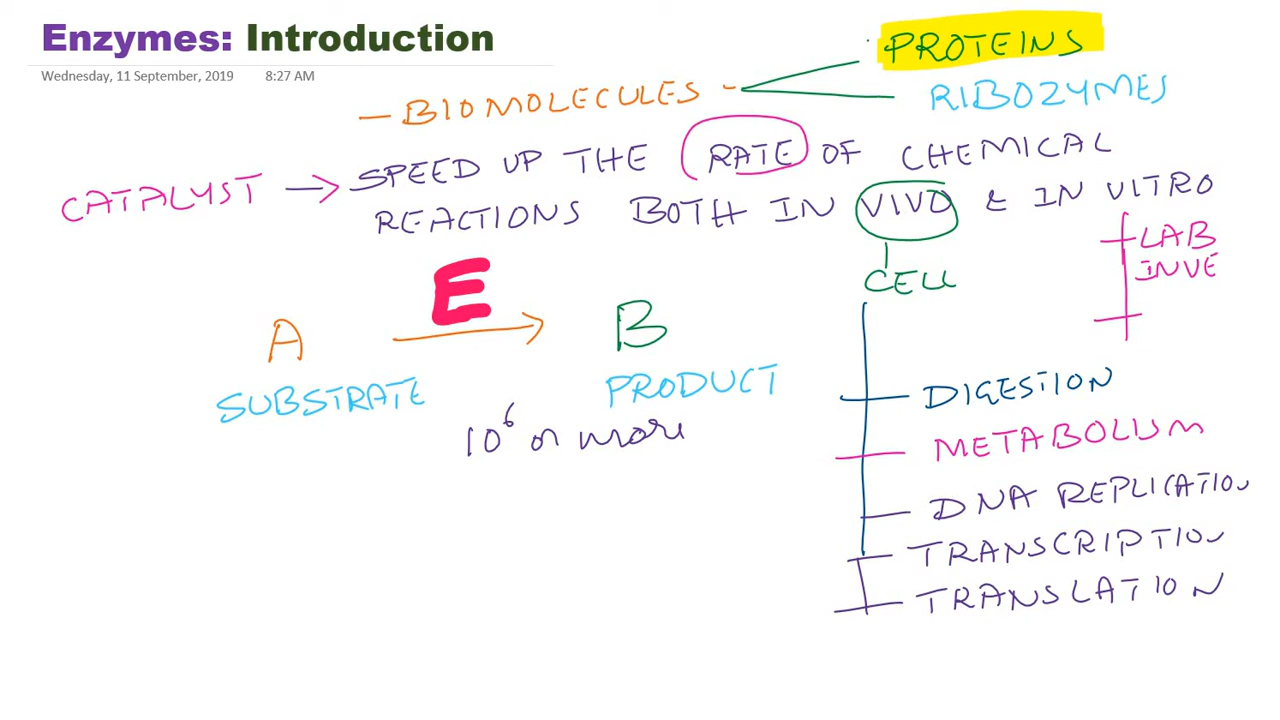 Enzymes: Introduction
Wednesday, 11 September, 2019 8:27 AM
PROTEINS
– BIOMOLECULES -
RIBOZYMES
CATALYST → SPEED UP THE RATE OF CHEMICAL
REACTIONS BOTH IN VIVO & IN VITRO
LAB
INVE
CELL
E
A → B
SUBSTRATE PRODUCT
10⁶ or more
DIGESTION
METABOLISM
DNA REPLICATION
TRANSCRIPTION
TRANSLATION